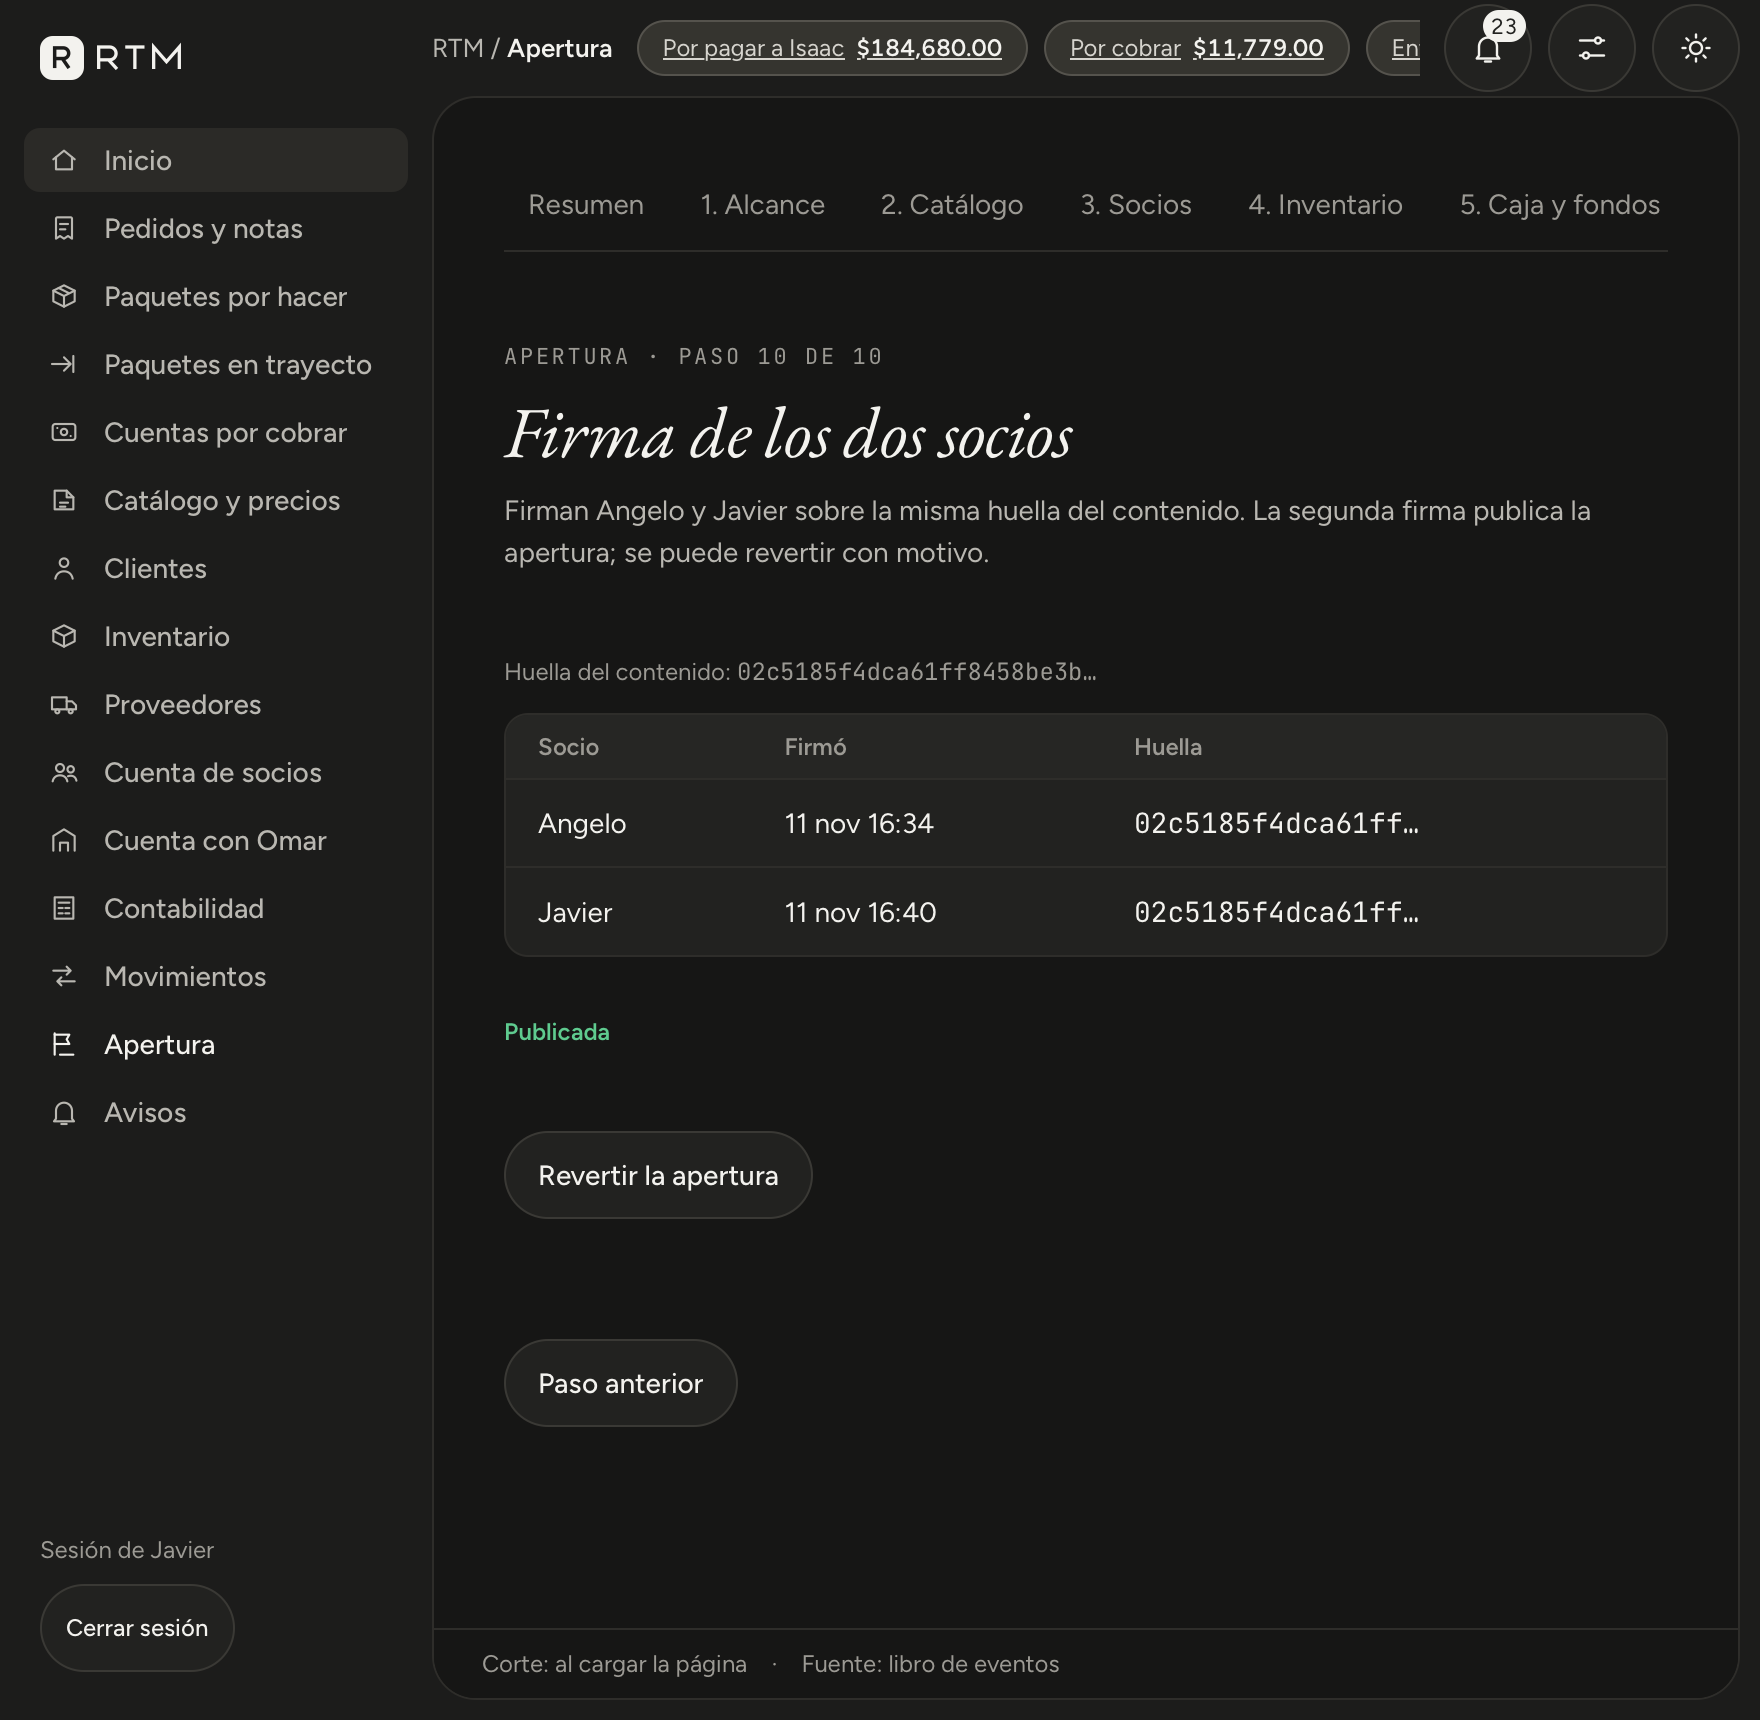 R RTM
RTM / Apertura
Por pagar a Isaac $184,680.00
Por cobrar $11,779.00
23
Inicio
Pedidos y notas
Paquetes por hacer
Paquetes en trayecto
Cuentas por cobrar
Catálogo y precios
Clientes
Inventario
Proveedores
Cuenta de socios
Cuenta con Omar
Contabilidad
Movimientos
Apertura
Avisos
Sesión de Javier
Cerrar sesión
Resumen 1. Alcance 2. Catálogo 3. Socios 4. Inventario 5. Caja y fondos
APERTURA · PASO 10 DE 10
Firma de los dos socios
Firman Angelo y Javier sobre la misma huella del contenido. La segunda firma publica la
apertura; se puede revertir con motivo.
Huella del contenido: 02c5185f4dca61ff8458be3b…
Socio Firmó Huella
Angelo 11 nov 16:34 02c5185f4dca61ff…
Javier 11 nov 16:40 02c5185f4dca61ff…
Publicada
Revertir la apertura
Paso anterior
Corte: al cargar la página · Fuente: libro de eventos